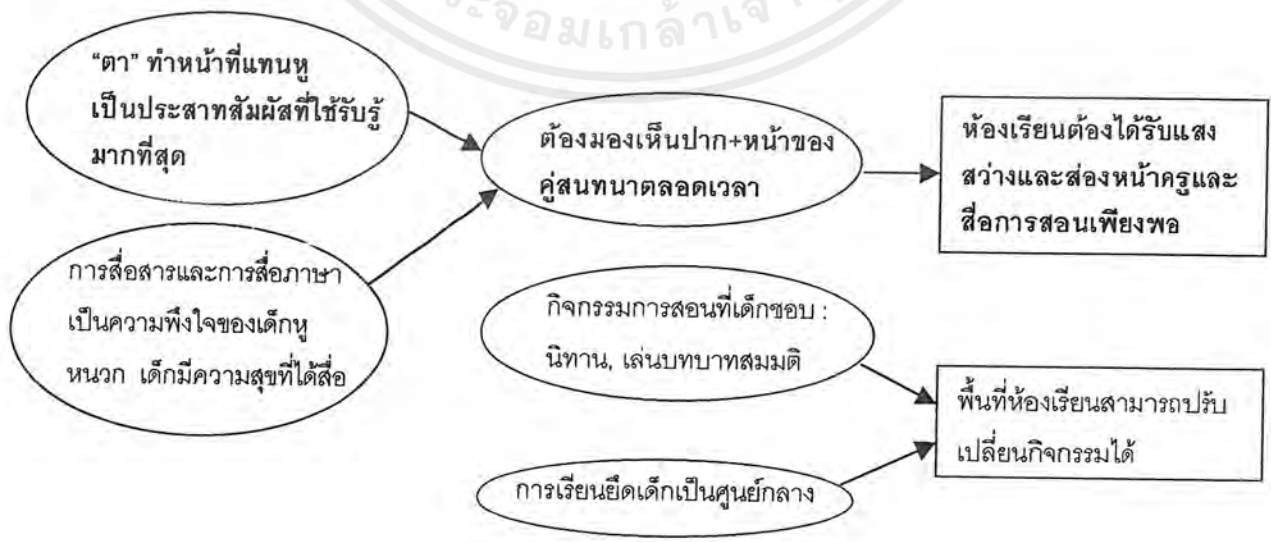 ะจอมเกล้าเจ้า
“ตา” ทำหน้าที่แทนหู
เป็นประสาทสัมผัสที่ใช้รับรู้
มากที่สุด
ต้องมองเห็นปาก+หน้าของ
คู่สนทนาตลอดเวลา
ห้องเรียนต้องได้รับแสง
สว่างและส่องหน้าครูและ
สื่อการสอนเพียงพอ
การสื่อสารและการสื่อภาษา
เป็นความพึงใจของเด็กหู
หนวก เด็กมีความสุขที่ได้สื่อ
กิจกรรมการสอนที่เด็กชอบ :
นิทาน, เล่นบทบาทสมมติ
พื้นที่ห้องเรียนสามารถปรับ
เปลี่ยนกิจกรรมได้
การเรียนยึดเด็กเป็นศูนย์กลาง